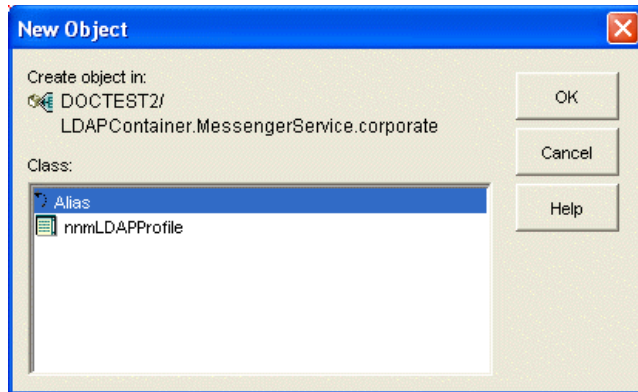 New Object
Create object in:
DOCTEST2/
LDAPContainer.MessengerService.corporate
Class:
Alias
nnmLDAPProfile
OK
Cancel
Help